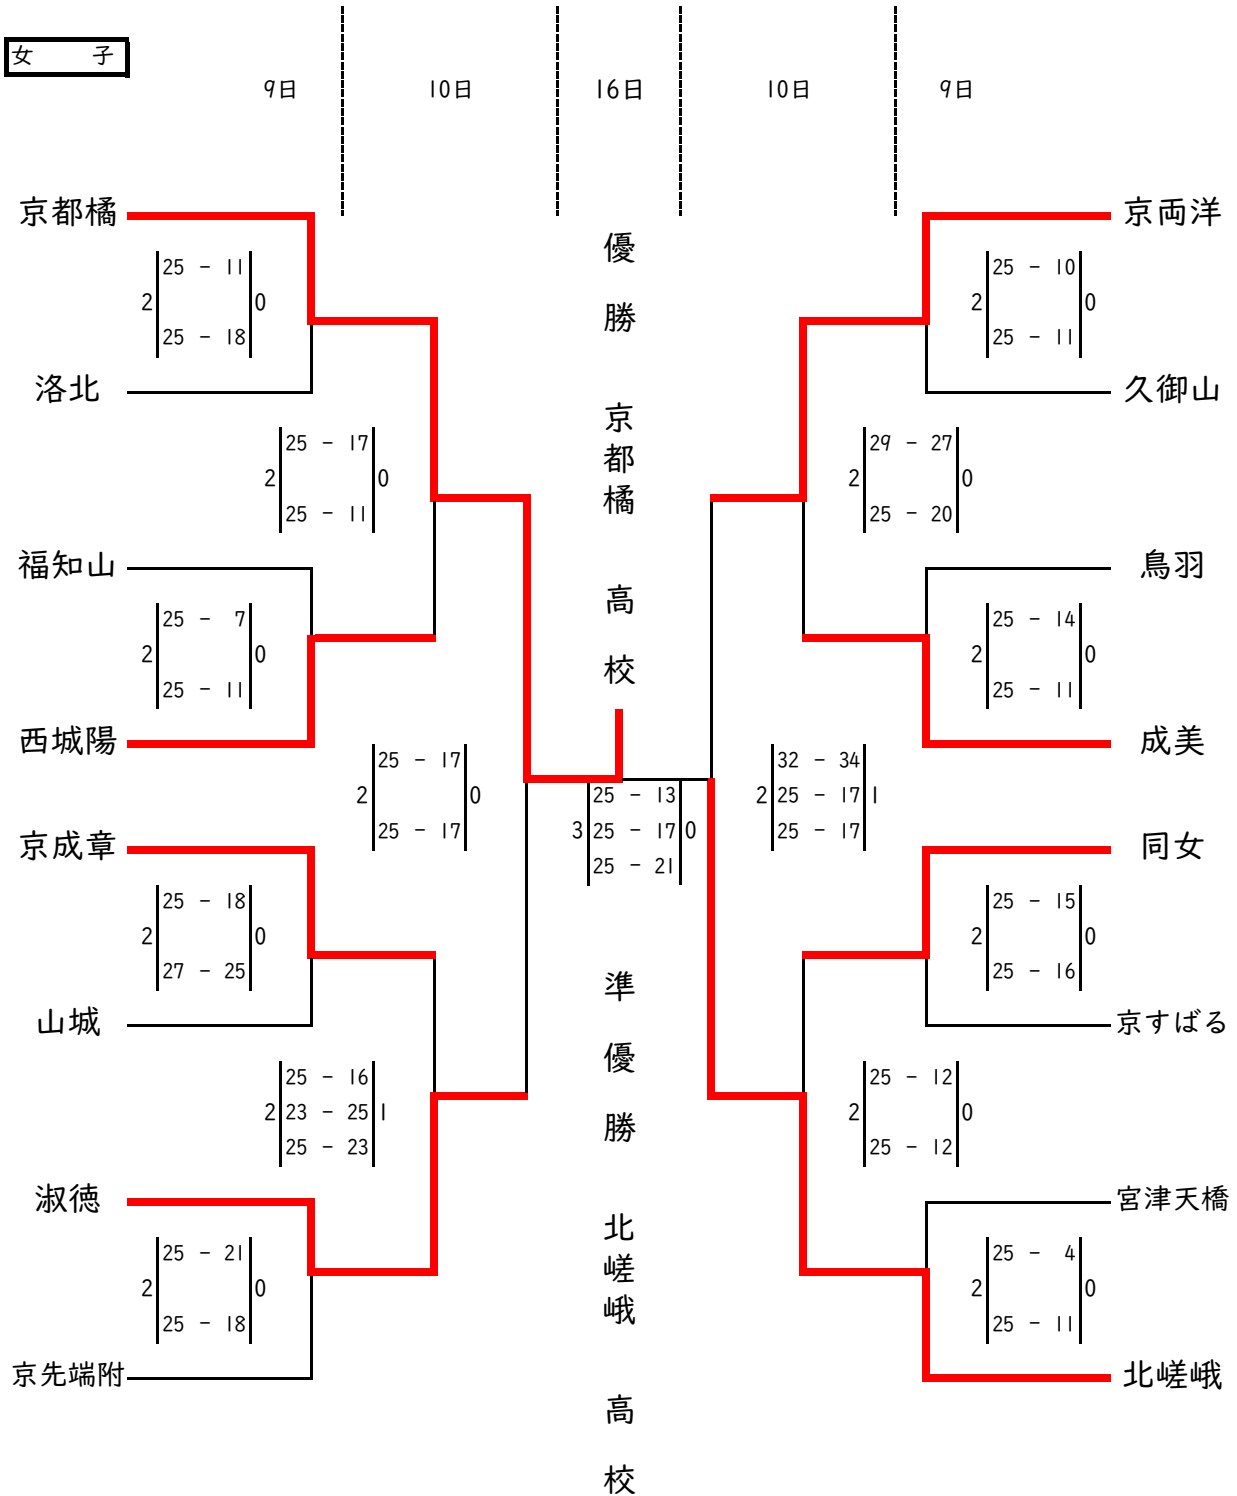 女 子
9日 10日 16日 10日 9日
京都橘
25 - 11
2 0
25 - 18
洛北
25 - 17
2 0
25 - 11
福知山
25 - 7
2 0
25 - 11
西城陽
25 - 17
2 0
25 - 17
京成章
25 - 18
2 0
27 - 25
山城
25 - 16
2 23 - 25 1
25 - 23
淑徳
25 - 21
2 0
25 - 18
京先端附
優勝 京都橘 高校
25 - 13
3 25 - 17 0
25 - 21
準優勝 北嵯峨 高校
京両洋
25 - 10
2 0
25 - 11
久御山
29 - 27
2 0
25 - 20
鳥羽
25 - 14
2 0
25 - 11
成美
32 - 34
2 25 - 17 1
25 - 17
同女
25 - 15
2 0
25 - 16
京すばる
25 - 12
2 0
25 - 12
宮津天橋
25 - 4
2 0
25 - 11
北嵯峨